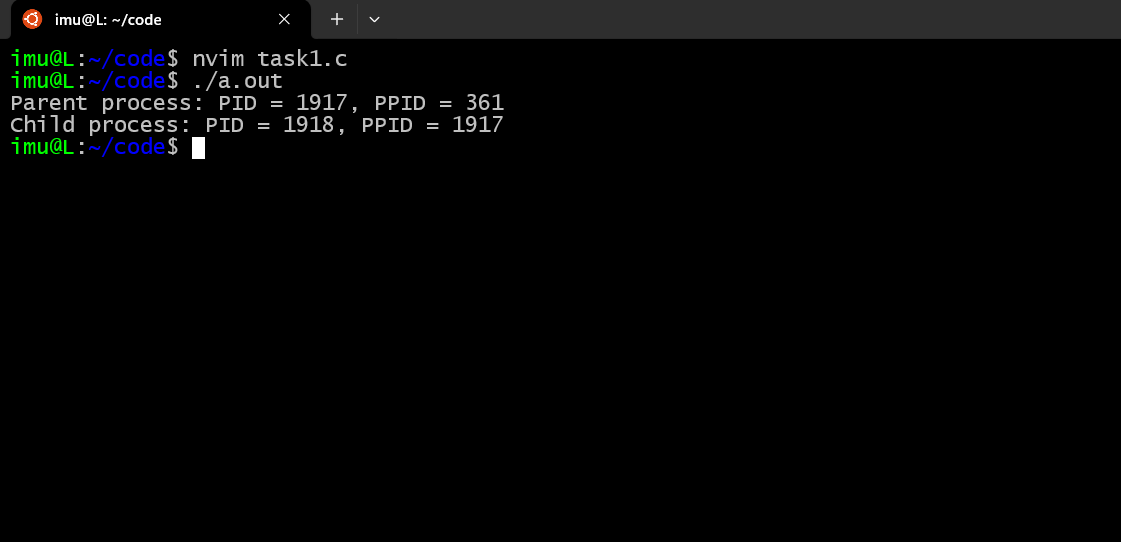 imu@L: ~/code
imu@L:~/code$ nvim task1.c
imu@L:~/code$ ./a.out
Parent process: PID = 1917, PPID = 361
Child process: PID = 1918, PPID = 1917
imu@L:~/code$